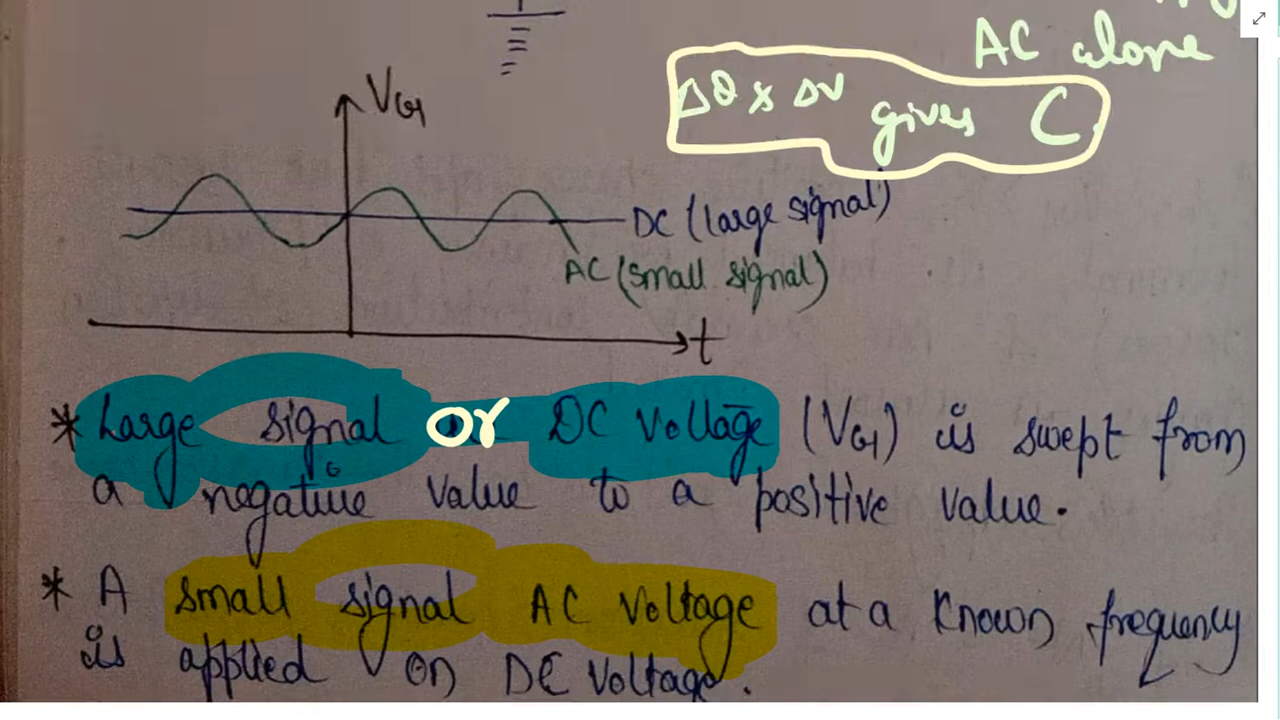 AC alone
ΔQ & ΔV gives C
VG
DC (large signal)
AC (small signal)
t
* Large signal or DC Voltage (VG) is swept from
a negative value to a positive value.
* A small signal AC Voltage at a known frequency
is applied on DC Voltage.